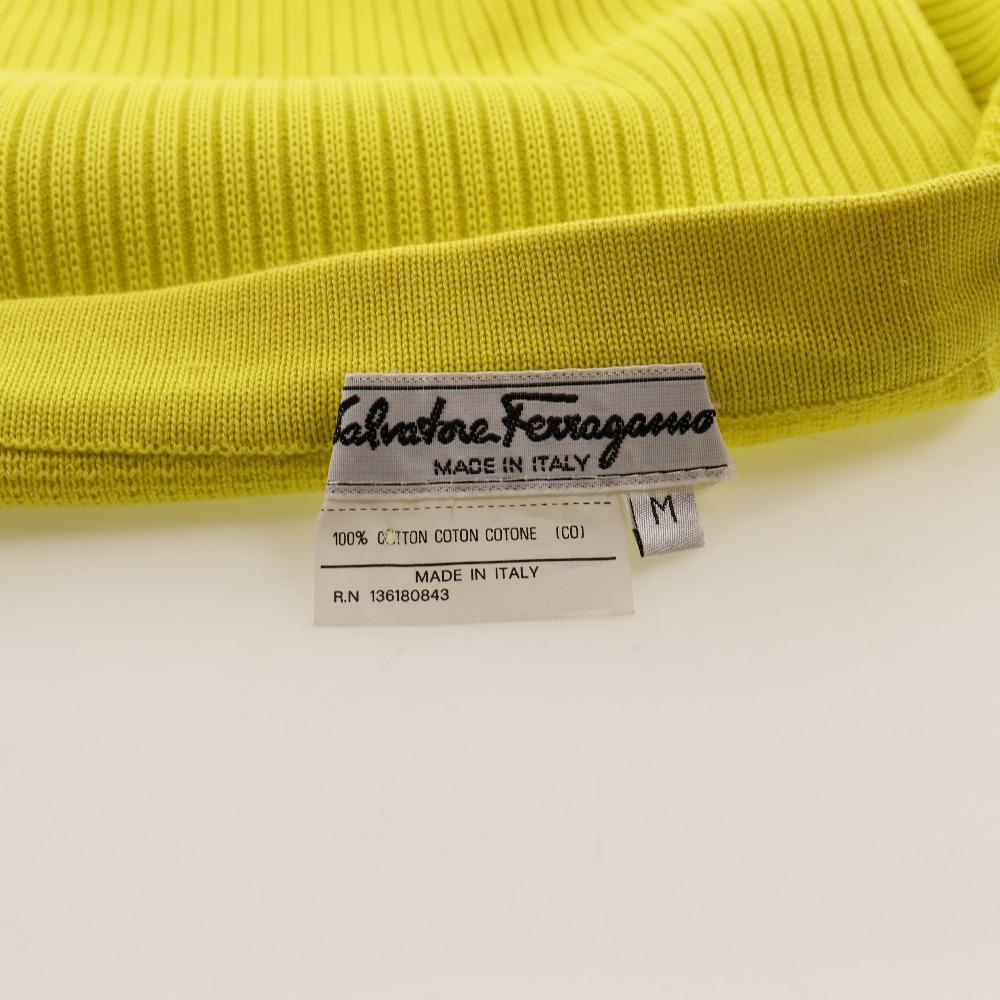 Salvatore Ferragamo
MADE IN ITALY
M
100% COTTON COTON COTONE (CO)
MADE IN ITALY
R.N 136180843